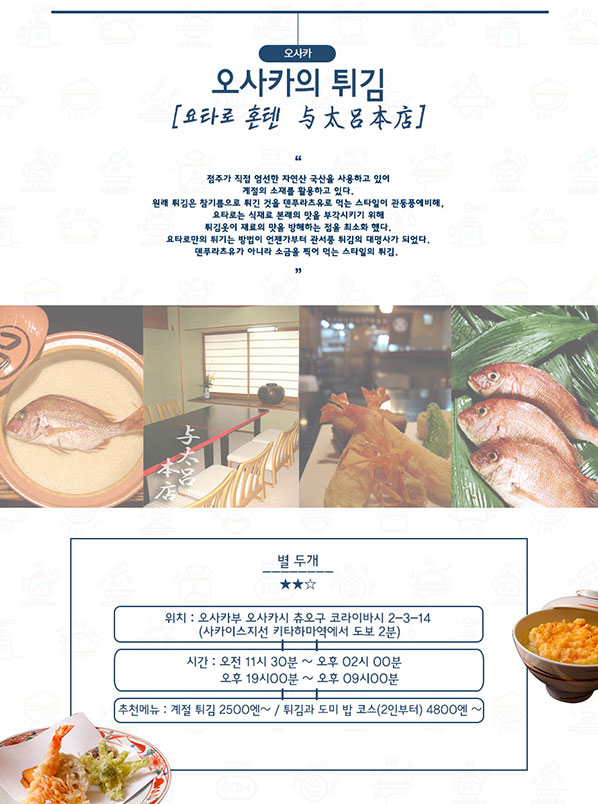 오사카
오사카의 튀김
[요타로 혼텐 与太呂本店]
“
점주가 직접 엄선한 자연산 국산을 사용하고 있어
계절의 소재를 활용하고 있다.
원래 튀김은 참기름으로 튀긴 것을 덴푸라츠유로 먹는 스타일이 관동풍에비해,
요타로는 식재료 본래의 맛을 부각시키기 위해
튀김옷이 재료의 맛을 방해하는 점을 최소화 했다.
요타로만의 튀기는 방법이 언젠가부터 관서풍 튀김의 대명사가 되었다.
덴푸라츠유가 아니라 소금을 찍어 먹는 스타일의 튀김.
”
与太呂
本店
별 두개
★★☆
위치 : 오사카부 오사카시 츄오구 코라이바시 2-3-14
(사카이스지선 키타하마역에서 도보 2분)
시간 : 오전 11시 30분 ~ 오후 02시 00분
오후 19시00분 ~ 오후 09시00분
추천메뉴 : 계절 튀김 2500엔~ / 튀김과 도미 밥 코스(2인부터) 4800엔 ~